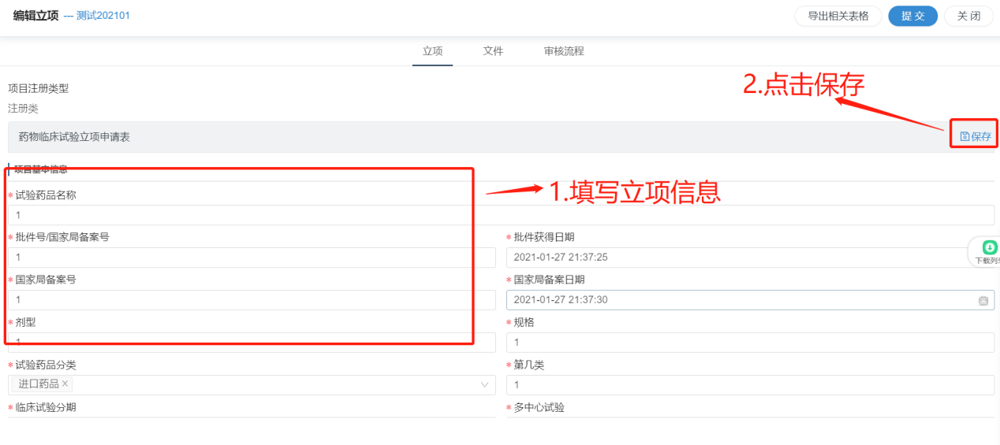 编辑立项 --- 测试202101 导出相关表格 提 交 关 闭
立项 文件 审核流程
项目注册类型
2.点击保存
注册类
药物临床试验立项申请表 保存
项目基本信息
1.填写立项信息
*试验药品名称
1
*批件号/国家局备案号 *批件获得日期
1 2021-01-27 21:37:25
下载列
*国家局备案号 *国家局备案日期
1 2021-01-27 21:37:30
*剂型 *规格
1 1
*试验药品分类 *第几类
进口药品 × 1
*临床试验分期 *多中心试验